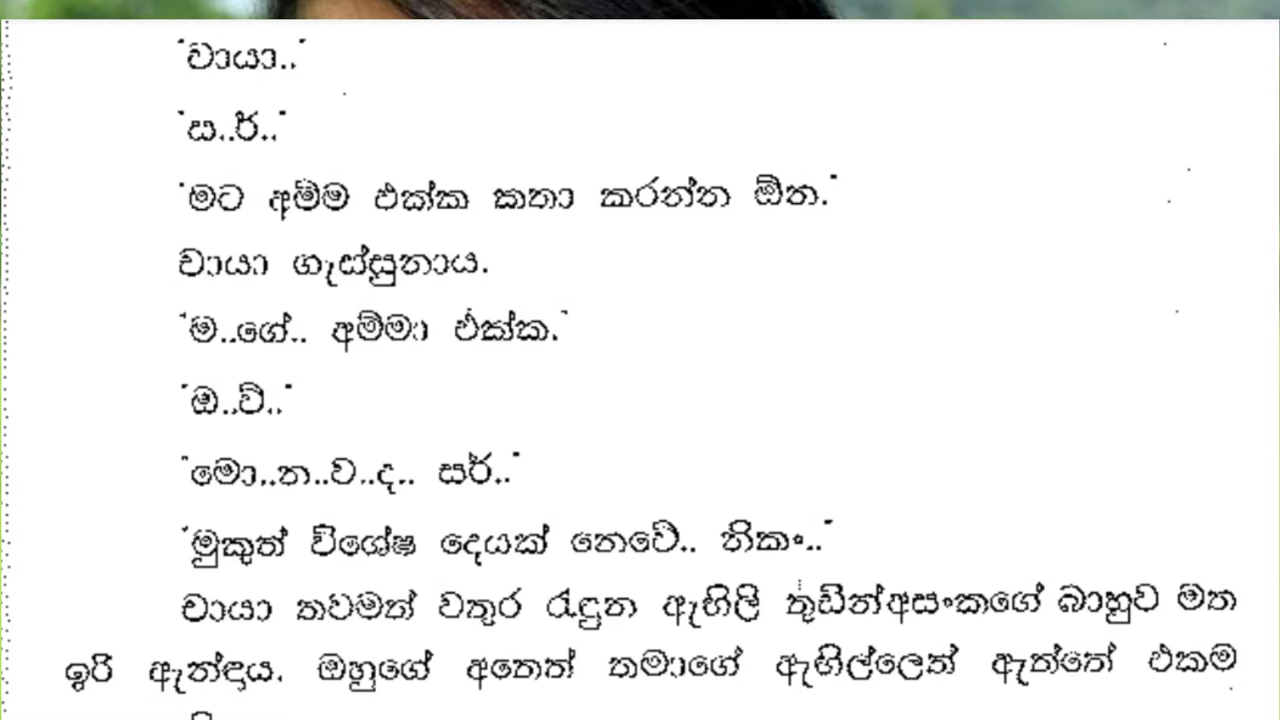 'චායා..'
'ස..ර්..'
'මට අම්ම එක්ක කතා කරන්න ඕන.'
චායා ගැස්සුනාය.
'ම..ගේ.. අම්මා එක්ක.'
'ඔ..ව්..'
"මො..න..ව..ද.. සර්.."
'මුකුත් විශේෂ දෙයක් නෙවේ.. නිකං..'
චායා තවමත් වතුර රැඳුන ඇඟිලි තුඩින්අසංකගේ බාහුව මත
ඉරි ඇන්ඳාය. ඔහුගේ අතෙත් තමාගේ ඇඟිල්ලෙත් ඇත්තේ එකම